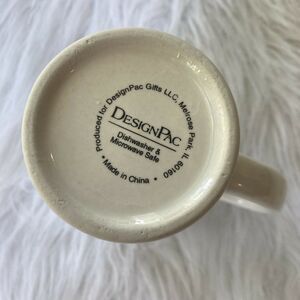 Produced for DesignPac Gifts LLC, Melrose Park, IL 60160
DESIGNPAC
Dishwasher &
Microwave Safe
• Made in China •